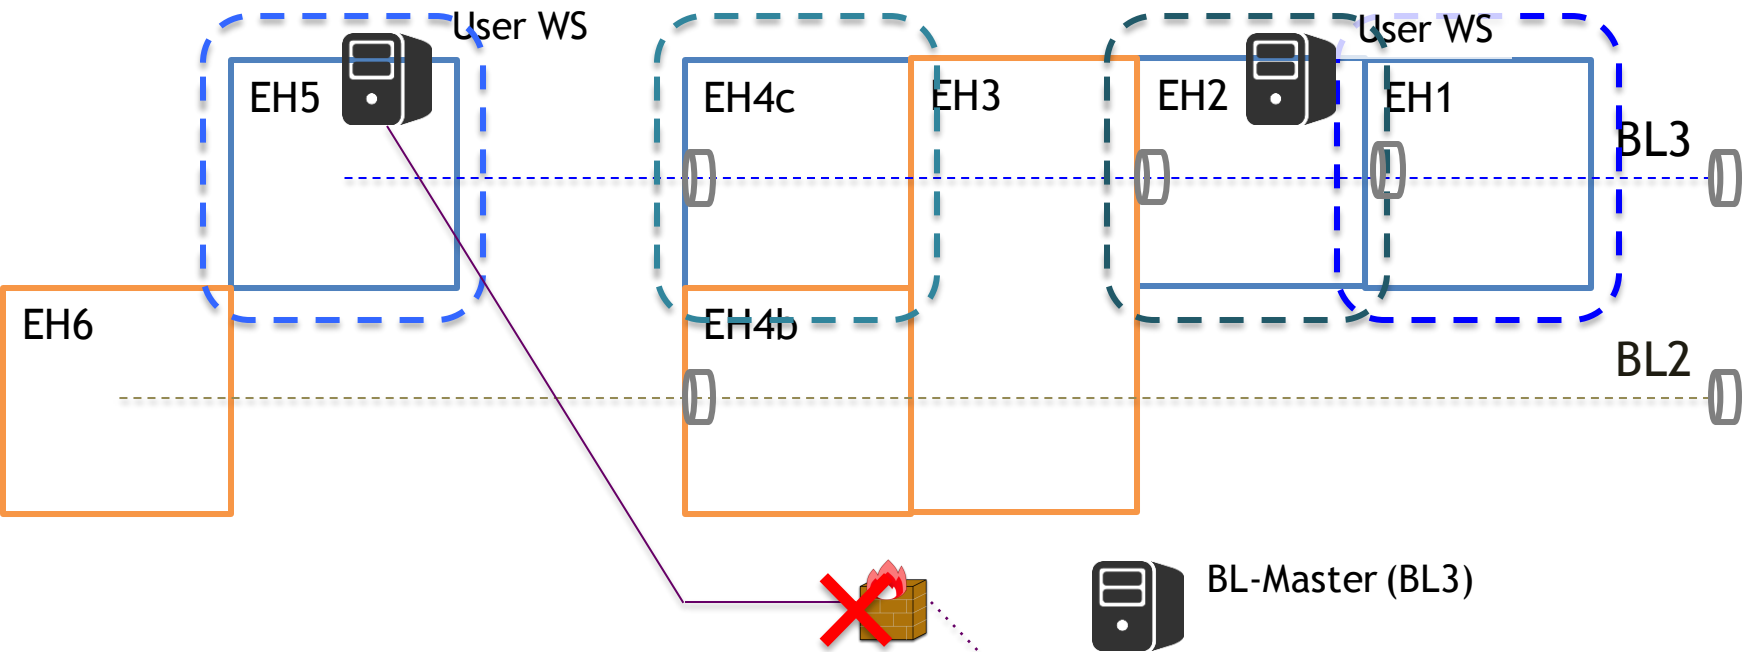 User WS
User WS
EH5
EH4c
EH3
EH2
EH1
BL3
EH6
EH4b
BL2
BL-Master (BL3)